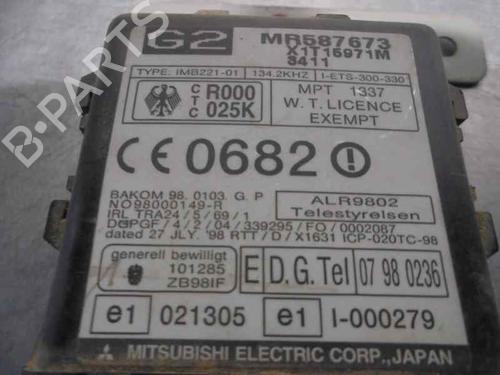 G2 MR587673
X1T15971M
3411
TYPE: IMB221-01 134.2KHZ I-ETS-300-330
CTC R000 025K
MPT 1337
W.T. LICENCE
EXEMPT
CE0682
BAKOM 98. 0103. G. P
NO98000149-R
IRL TRA24/5/69/1
ALR9802
Telestyrelsen
DGPGF/4/2/04/339295/FO/0002087
dated 27 JLY. '98 RTT/D/X1631 ICP-020TC-98
generell bewilligt
101285
ZB98IF
E D.G.Tel 07 98 0236
e1 021305 e1 I-000279
MITSUBISHI ELECTRIC CORP., JAPAN
B